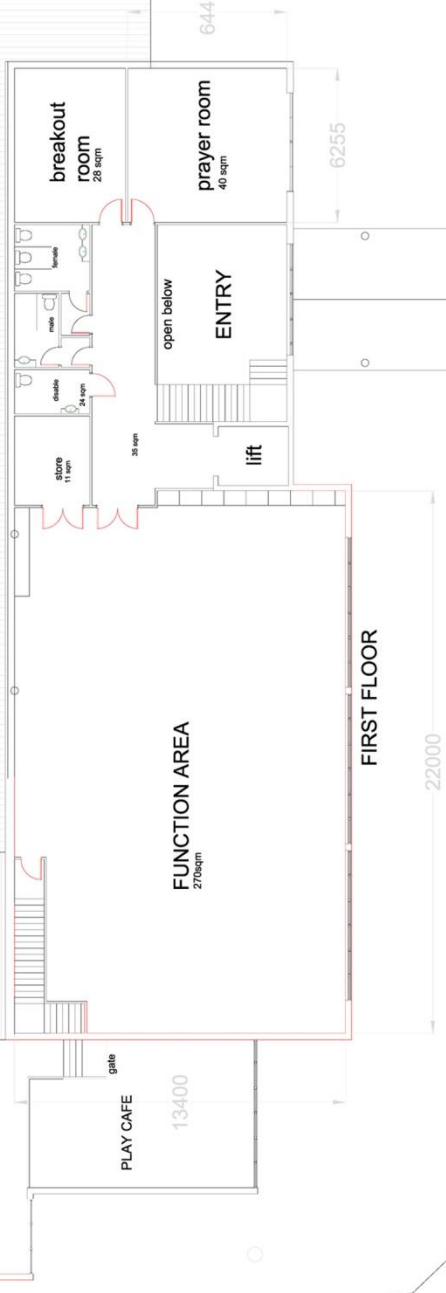 644
breakout
room
28 sqm
prayer room
40 sqm
6255
female
open below
ENTRY
male
disable
24 sqm
35 sqm
lift
store
11 sqm
FUNCTION AREA
270sqm
FIRST FLOOR
22000
gate
PLAY CAFE
13400